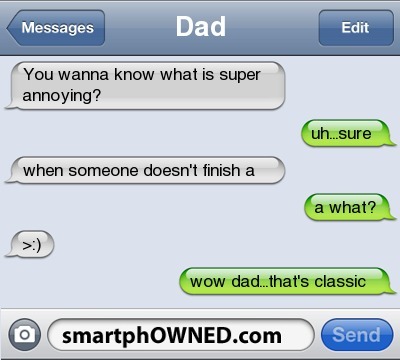 Messages
Dad
Edit
You wanna know what is super
annoying?
uh...sure
when someone doesn't finish a
a what?
>:)
wow dad...that's classic
smartphOWNED.com
Send